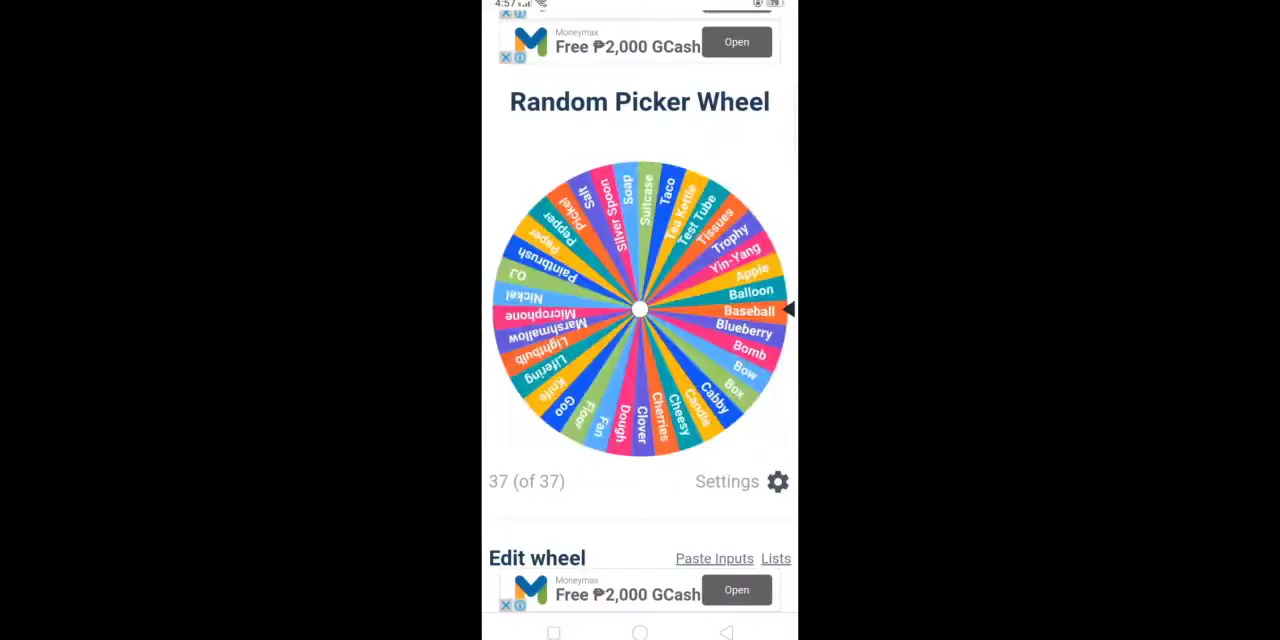 4:57
79
Moneymax
Free ₱2,000 GCash
Open
Random Picker Wheel
Soap
Suitcase
Taco
Tea Kettle
Test Tube
Tissues
Trophy
Yin-Yang
Apple
Balloon
Baseball
Blueberry
Bomb
Bow
Box
Cabby
Candle
Cheesy
Cherries
Clover
Dough
Fan
Floor
Goo
Knife
Lifering
Lightbulb
Marshmallow
Microphone
Nickel
OJ
Paintbrush
Paper
Pepper
Pickel
Salt
Silver Spoon
37 (of 37)
Settings
Edit wheel
Paste Inputs
Lists
Moneymax
Free ₱2,000 GCash
Open